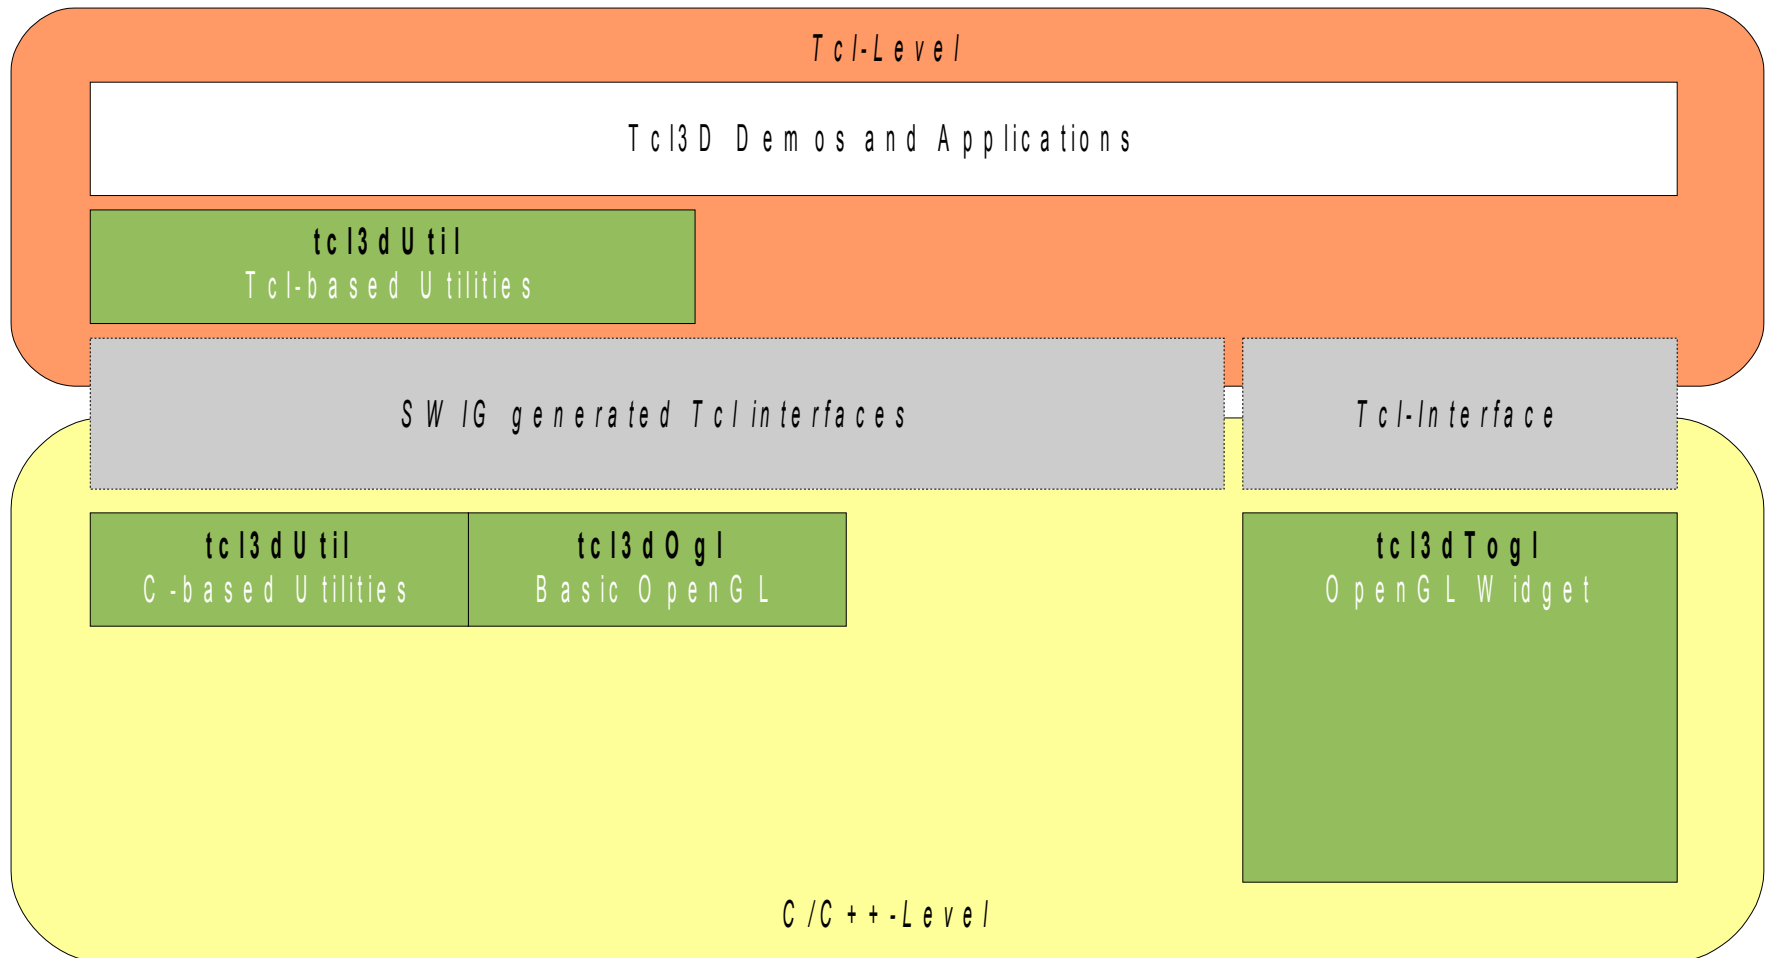 Tcl-Level
Tcl3D Demos and Applications
tcl3dUtil
Tcl-based Utilities
SWIG generated Tcl interfaces
Tcl-Interface
tcl3dUtil
C-based Utilities
tcl3dOgl
Basic OpenGL
tcl3dTogl
OpenGL Widget
C/C++-Level